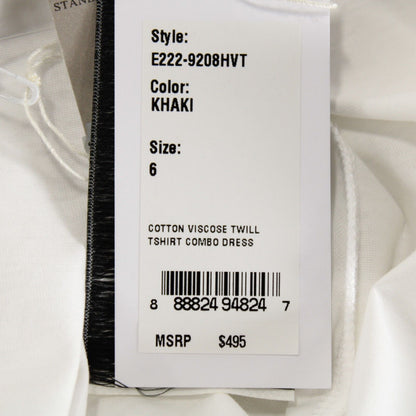 STAN
Style:
E222-9208HVT
Color:
KHAKI
Size:
6
COTTON VISCOSE TWILL
TSHIRT COMBO DRESS
8 88824 94824 7
MSRP $495